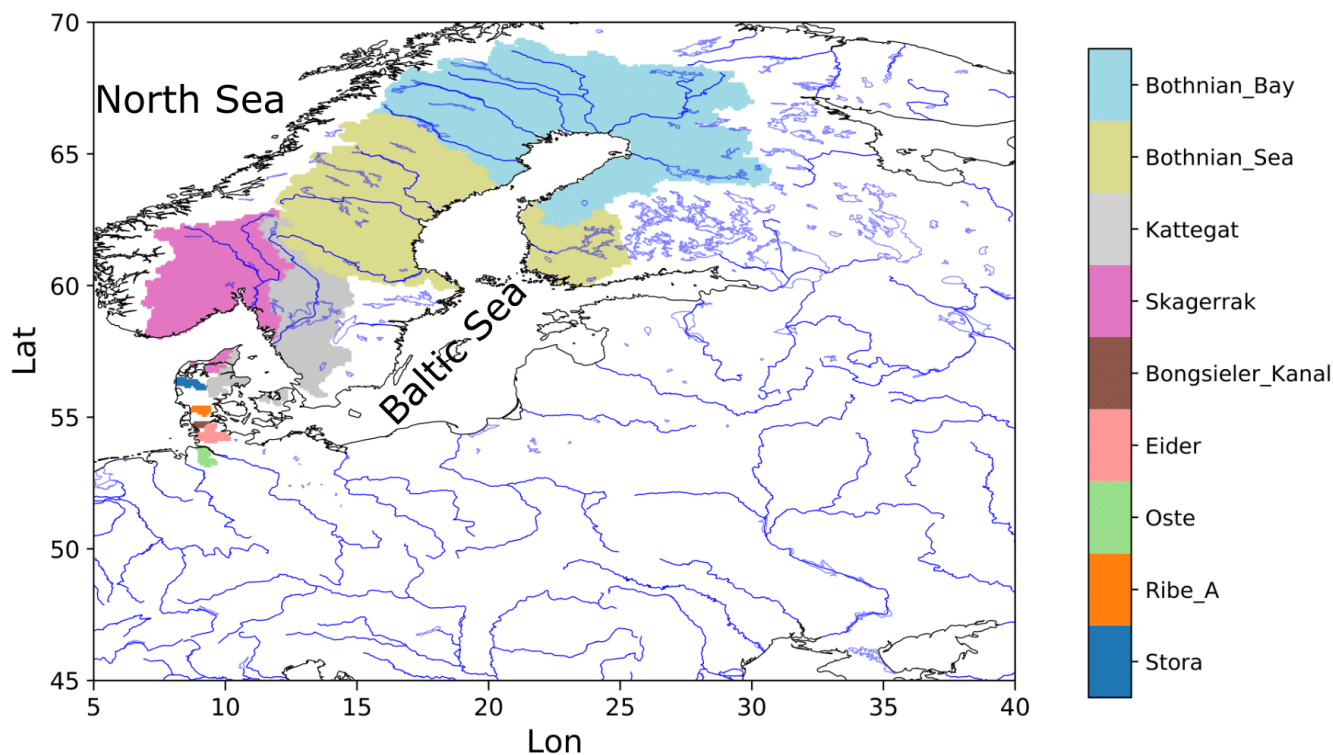 70
65
60
55
50
45
Lat
5
10
15
20
25
30
35
40
Lon
North Sea
Baltic Sea
Bothnian_Bay
Bothnian_Sea
Kattegat
Skagerrak
Bongsieler_Kanal
Eider
Oste
Ribe_A
Stora